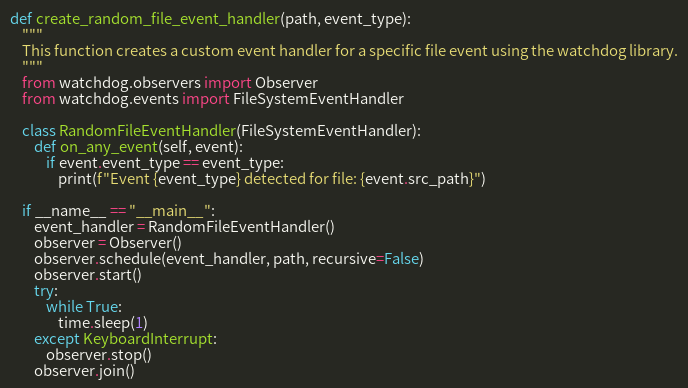 def create_random_file_event_handler(path, event_type):
    """
    This function creates a custom event handler for a specific file event using the watchdog library.
    """
    from watchdog.observers import Observer
    from watchdog.events import FileSystemEventHandler

    class RandomFileEventHandler(FileSystemEventHandler):
        def on_any_event(self, event):
            if event.event_type == event_type:
                print(f"Event {event_type} detected for file: {event.src_path}")

    if __name__ == "__main__":
        event_handler = RandomFileEventHandler()
        observer = Observer()
        observer.schedule(event_handler, path, recursive=False)
        observer.start()
        try:
            while True:
                time.sleep(1)
        except KeyboardInterrupt:
            observer.stop()
        observer.join()